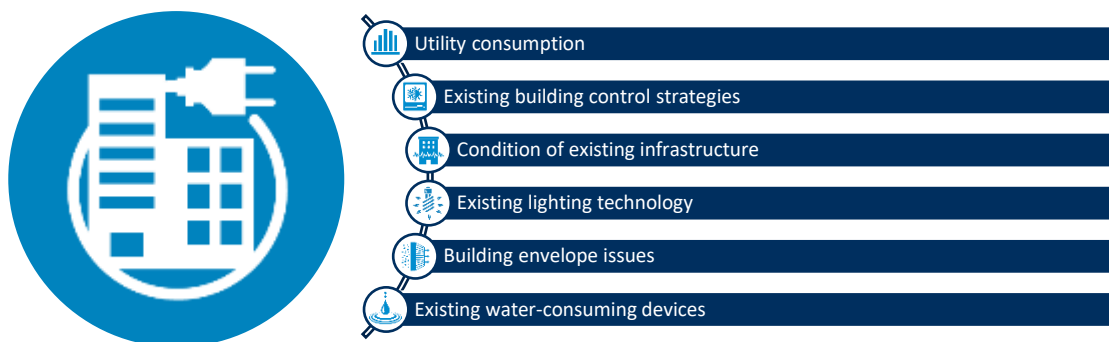 Utility consumption
Existing building control strategies
Condition of existing infrastructure
Existing lighting technology
Building envelope issues
Existing water-consuming devices